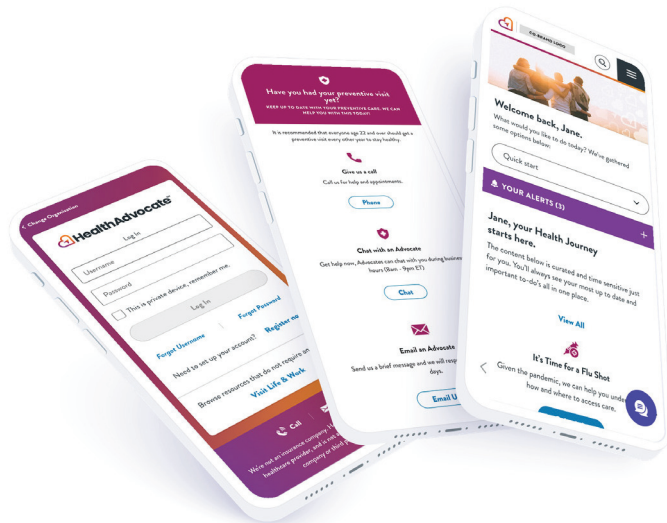 Change Organization
HealthAdvocate
Log In
Username
Password
This is private device, remember me.
Log In
Forgot Username
Forgot Password
Need to set up your account? Register no
Browse resources that do not require an
Visit Life & Work
Call
We're not an insurance company. H
healthcare provider, and is not a
company or third p
Have you had your preventive visit
yet?
KEEP UP TO DATE WITH YOUR PREVENTIVE CARE. WE CAN
HELP YOU WITH THIS TODAY!
It is recommended that everyone age 22 and over should get a
preventive visit every other year to stay healthy.
Give us a call
Call us for help and appointments.
Phone
Chat with an Advocate
Get help now, Advocates can chat with you during busines
hours (8am - 9pm ET)
Chat
Email an Advocate
Send us a brief message and we will resp
days.
Email U
CO-BRAND LOGO
Welcome back, Jane.
What would you like to do today? We've gathered
some options below:
Quick start
YOUR ALERTS (3)
Jane, your Health Journey
starts here.
The content below is curated and time sensitive just
for you. You'll always see your most up to date and
important to-do's all in one place.
View All
It's Time for a Flu Shot
Given the pandemic, we can help you under
how and where to access care.